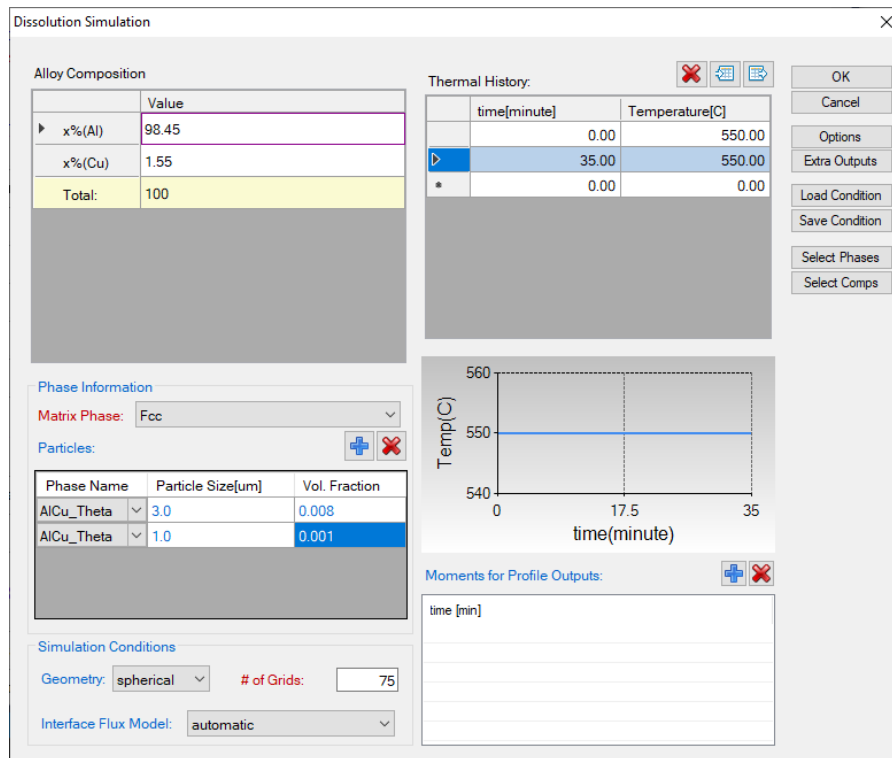 Dissolution Simulation
Alloy Composition
Value
x%(Al) 98.45
x%(Cu) 1.55
Total: 100
Phase Information
Matrix Phase: Fcc
Particles:
Phase Name Particle Size[um] Vol. Fraction
AlCu_Theta 3.0 0.008
AlCu_Theta 1.0 0.001
Simulation Conditions
Geometry: spherical # of Grids: 75
Interface Flux Model: automatic
Thermal History:
time[minute] Temperature[C]
0.00 550.00
35.00 550.00
* 0.00 0.00
560
550
540
Temp(C)
0 17.5 35
time(minute)
Moments for Profile Outputs:
time [min]
OK
Cancel
Options
Extra Outputs
Load Condition
Save Condition
Select Phases
Select Comps